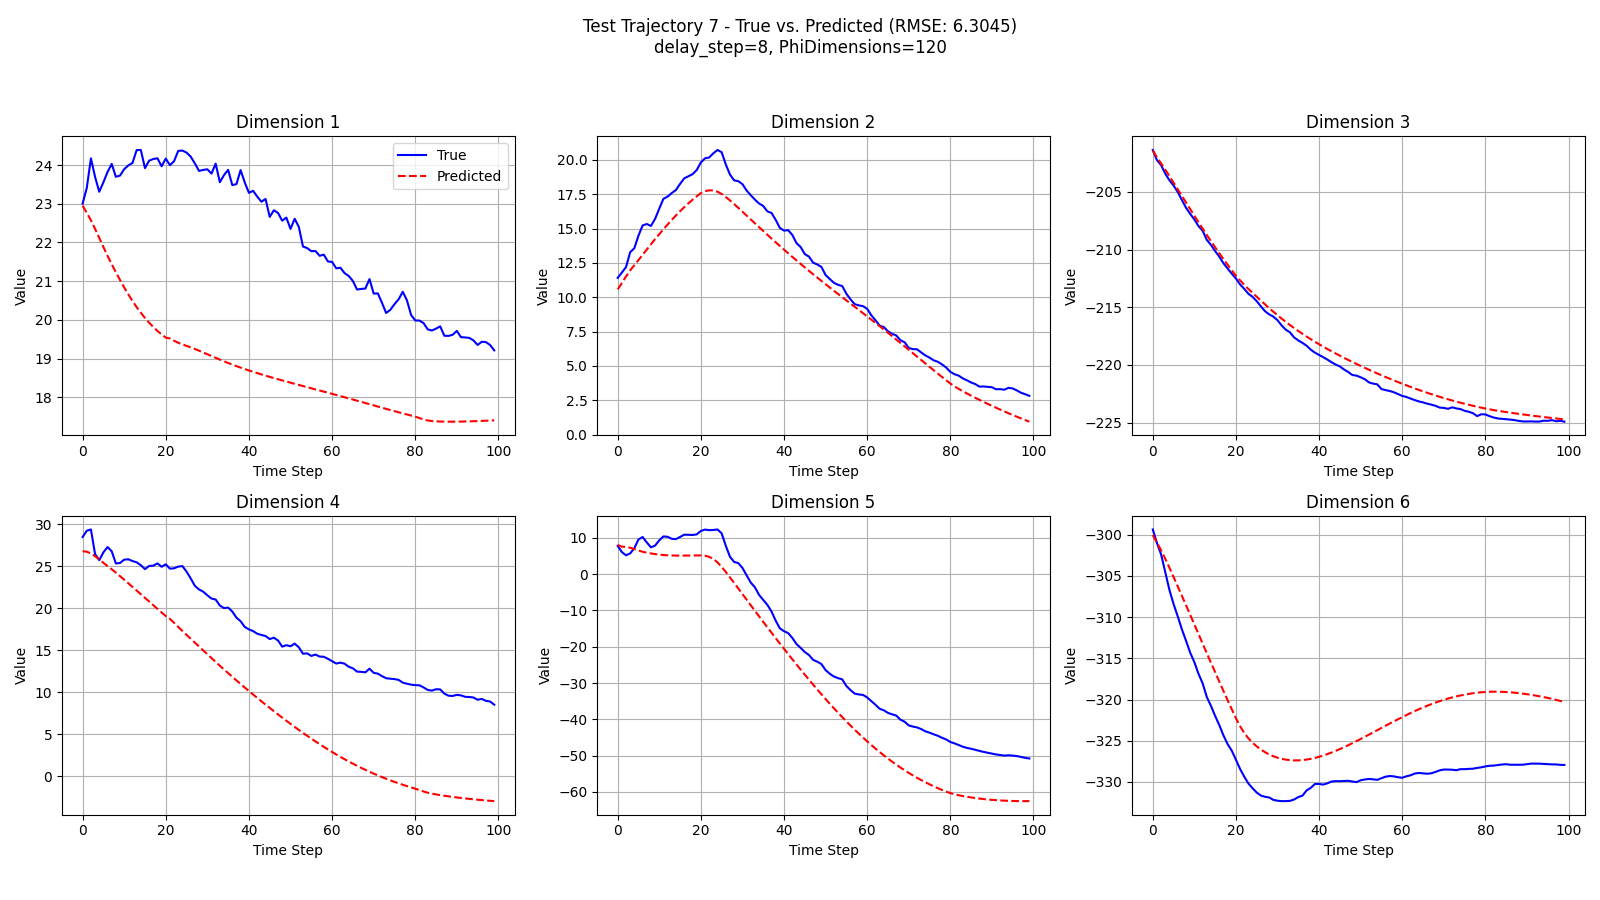 Test Trajectory 7 - True vs. Predicted (RMSE: 6.3045)
delay_step=8, PhiDimensions=120
Dimension 1
24
23
22
21
20
19
18
Value
0 20 40 60 80 100
Time Step
True
Predicted
Dimension 2
20.0
17.5
15.0
12.5
10.0
7.5
5.0
2.5
0.0
Value
0 20 40 60 80 100
Time Step
Dimension 3
−205
−210
−215
−220
−225
Value
0 20 40 60 80 100
Time Step
Dimension 4
30
25
20
15
10
5
0
Value
0 20 40 60 80 100
Time Step
Dimension 5
10
0
−10
−20
−30
−40
−50
−60
Value
0 20 40 60 80 100
Time Step
Dimension 6
−300
−305
−310
−315
−320
−325
−330
Value
0 20 40 60 80 100
Time Step